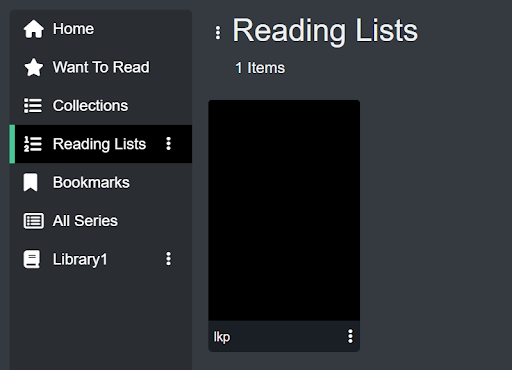 Home
Want To Read
Collections
Reading Lists
Bookmarks
All Series
Library1
Reading Lists
1 Items
lkp